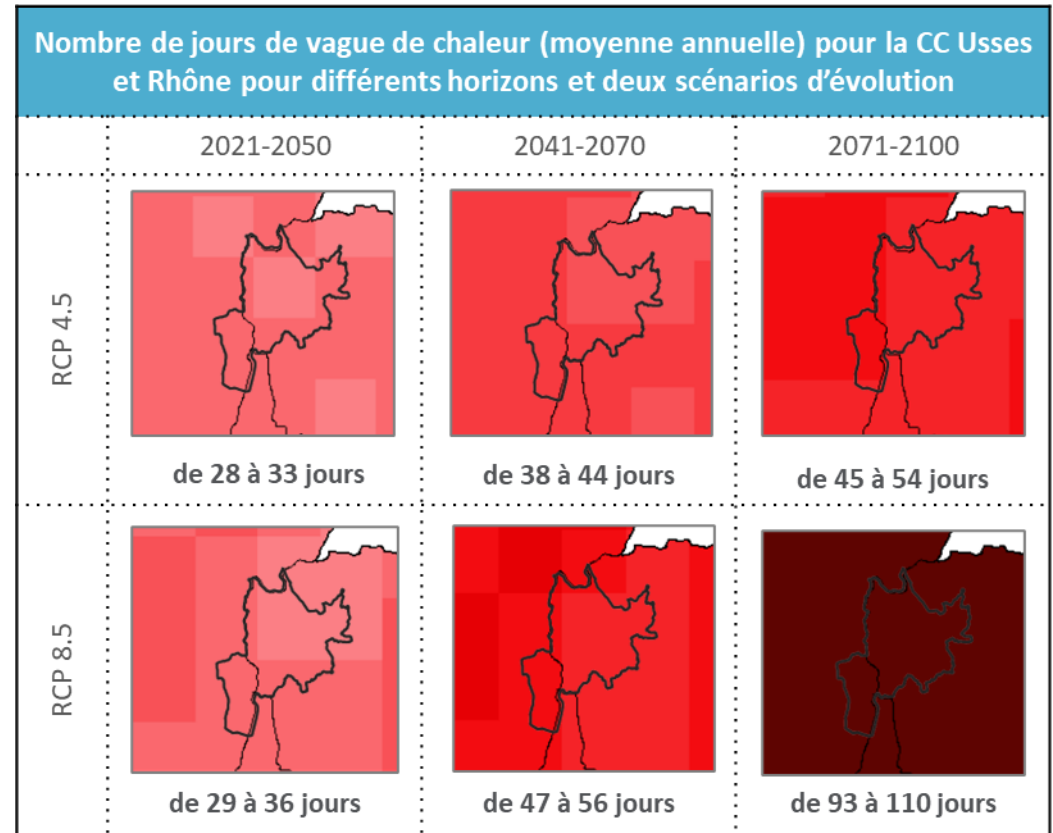 Nombre de jours de vague de chaleur (moyenne annuelle) pour la CC Usses
et Rhône pour différents horizons et deux scénarios d'évolution
2021-2050
2041-2070
2071-2100
RCP 4.5
de 28 à 33 jours
de 38 à 44 jours
de 45 à 54 jours
RCP 8.5
de 29 à 36 jours
de 47 à 56 jours
de 93 à 110 jours